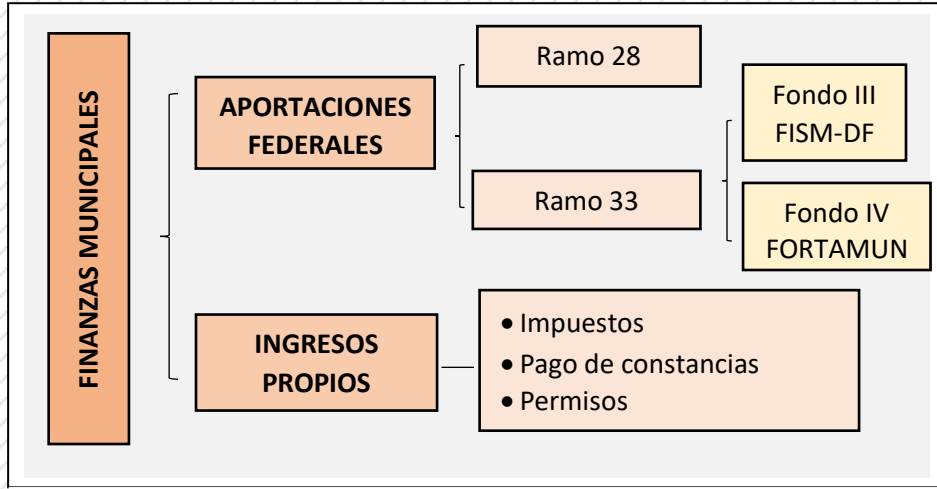 FINANZAS MUNICIPALES
APORTACIONES
FEDERALES
Ramo 28
Ramo 33
Fondo III
FISM-DF
Fondo IV
FORTAMUN
INGRESOS
PROPIOS
• Impuestos
• Pago de constancias
• Permisos